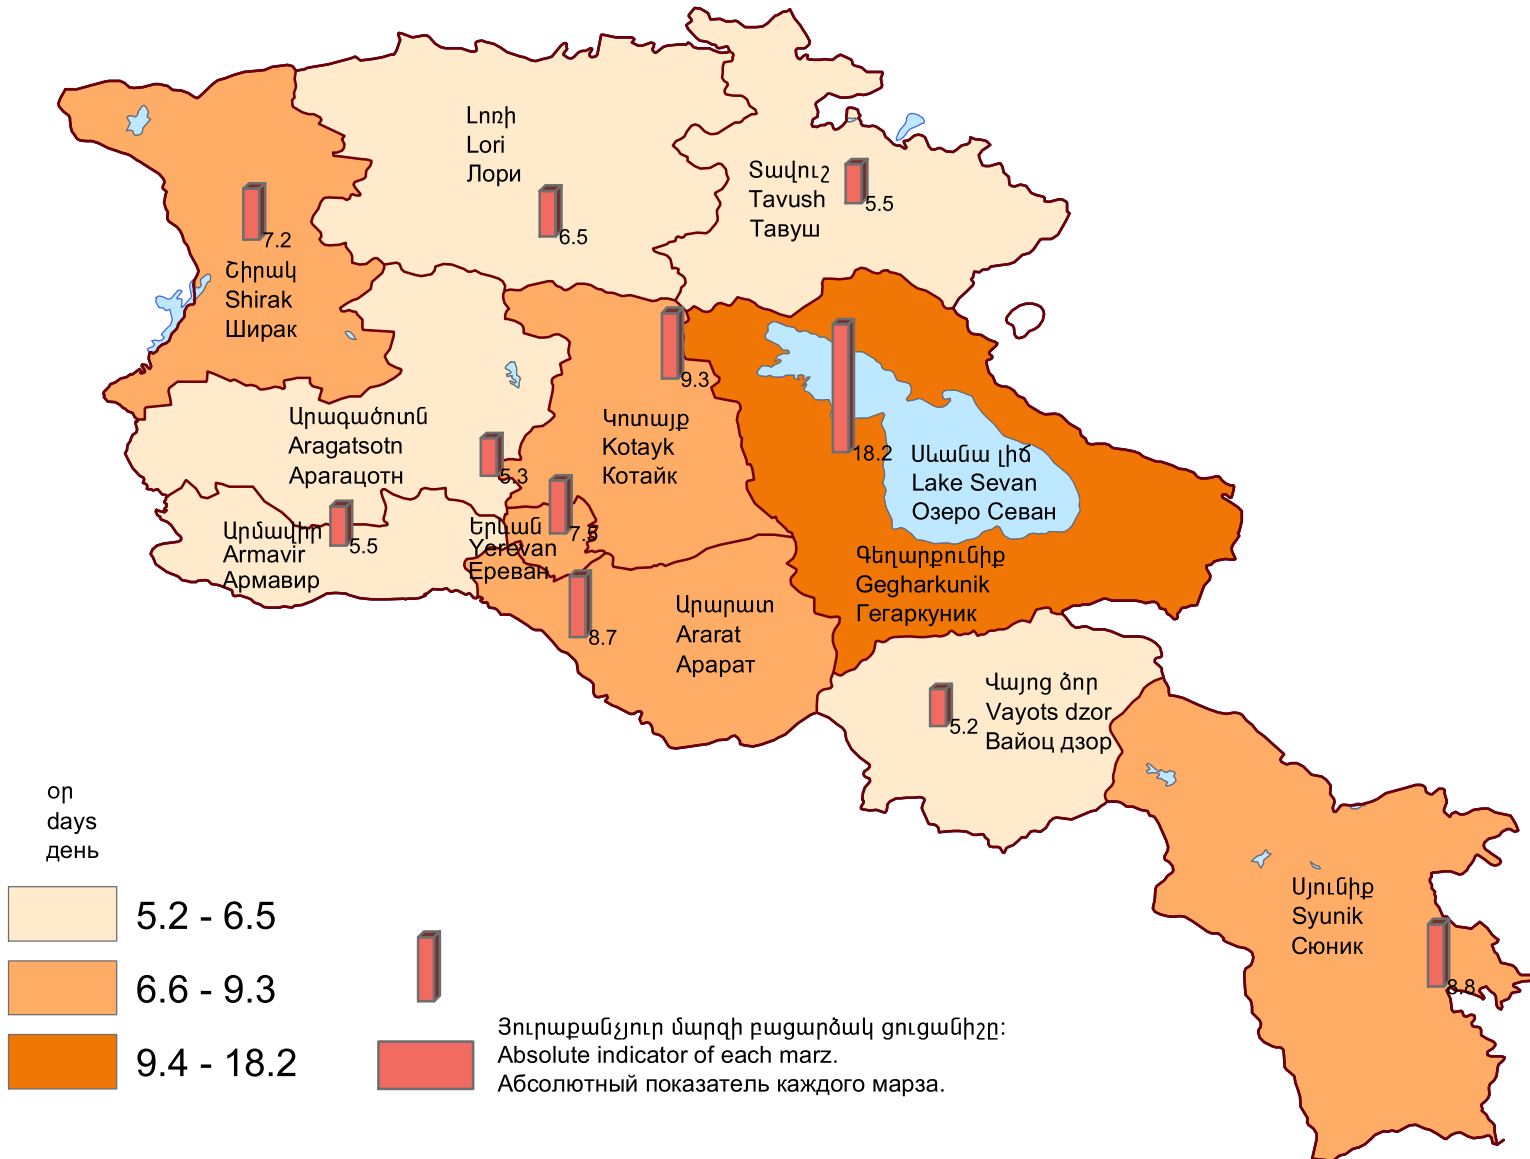 Լոռի
Lori
Лори
6.5
Տավուշ
Tavush
Тавуш
5.5
7.2
Շիրակ
Shirak
Ширак
9.3
Արագածոտն
Aragatsotn
Арагацотн
5.3
Կոտայք
Kotayk
Котайк
18.2
Սևանա լիճ
Lake Sevan
Озеро Севан
Արմավիր
Armavir
Армавир
5.5
Երևան
Yerevan
Ереван
Գեղարքունիք
Gegharkunik
Гегаркуник
8.7
Արարատ
Ararat
Арарат
5.2
Վայոց ձոր
Vayots dzor
Вайоц дзор
Սյունիք
Syunik
Сюник
8.8
օր
days
день
5.2 - 6.5
6.6 - 9.3
9.4 - 18.2
Յուրաքանչյուր մարզի բացարձակ ցուցանիշը:
Absolute indicator of each marz.
Абсолютный показатель каждого марза.